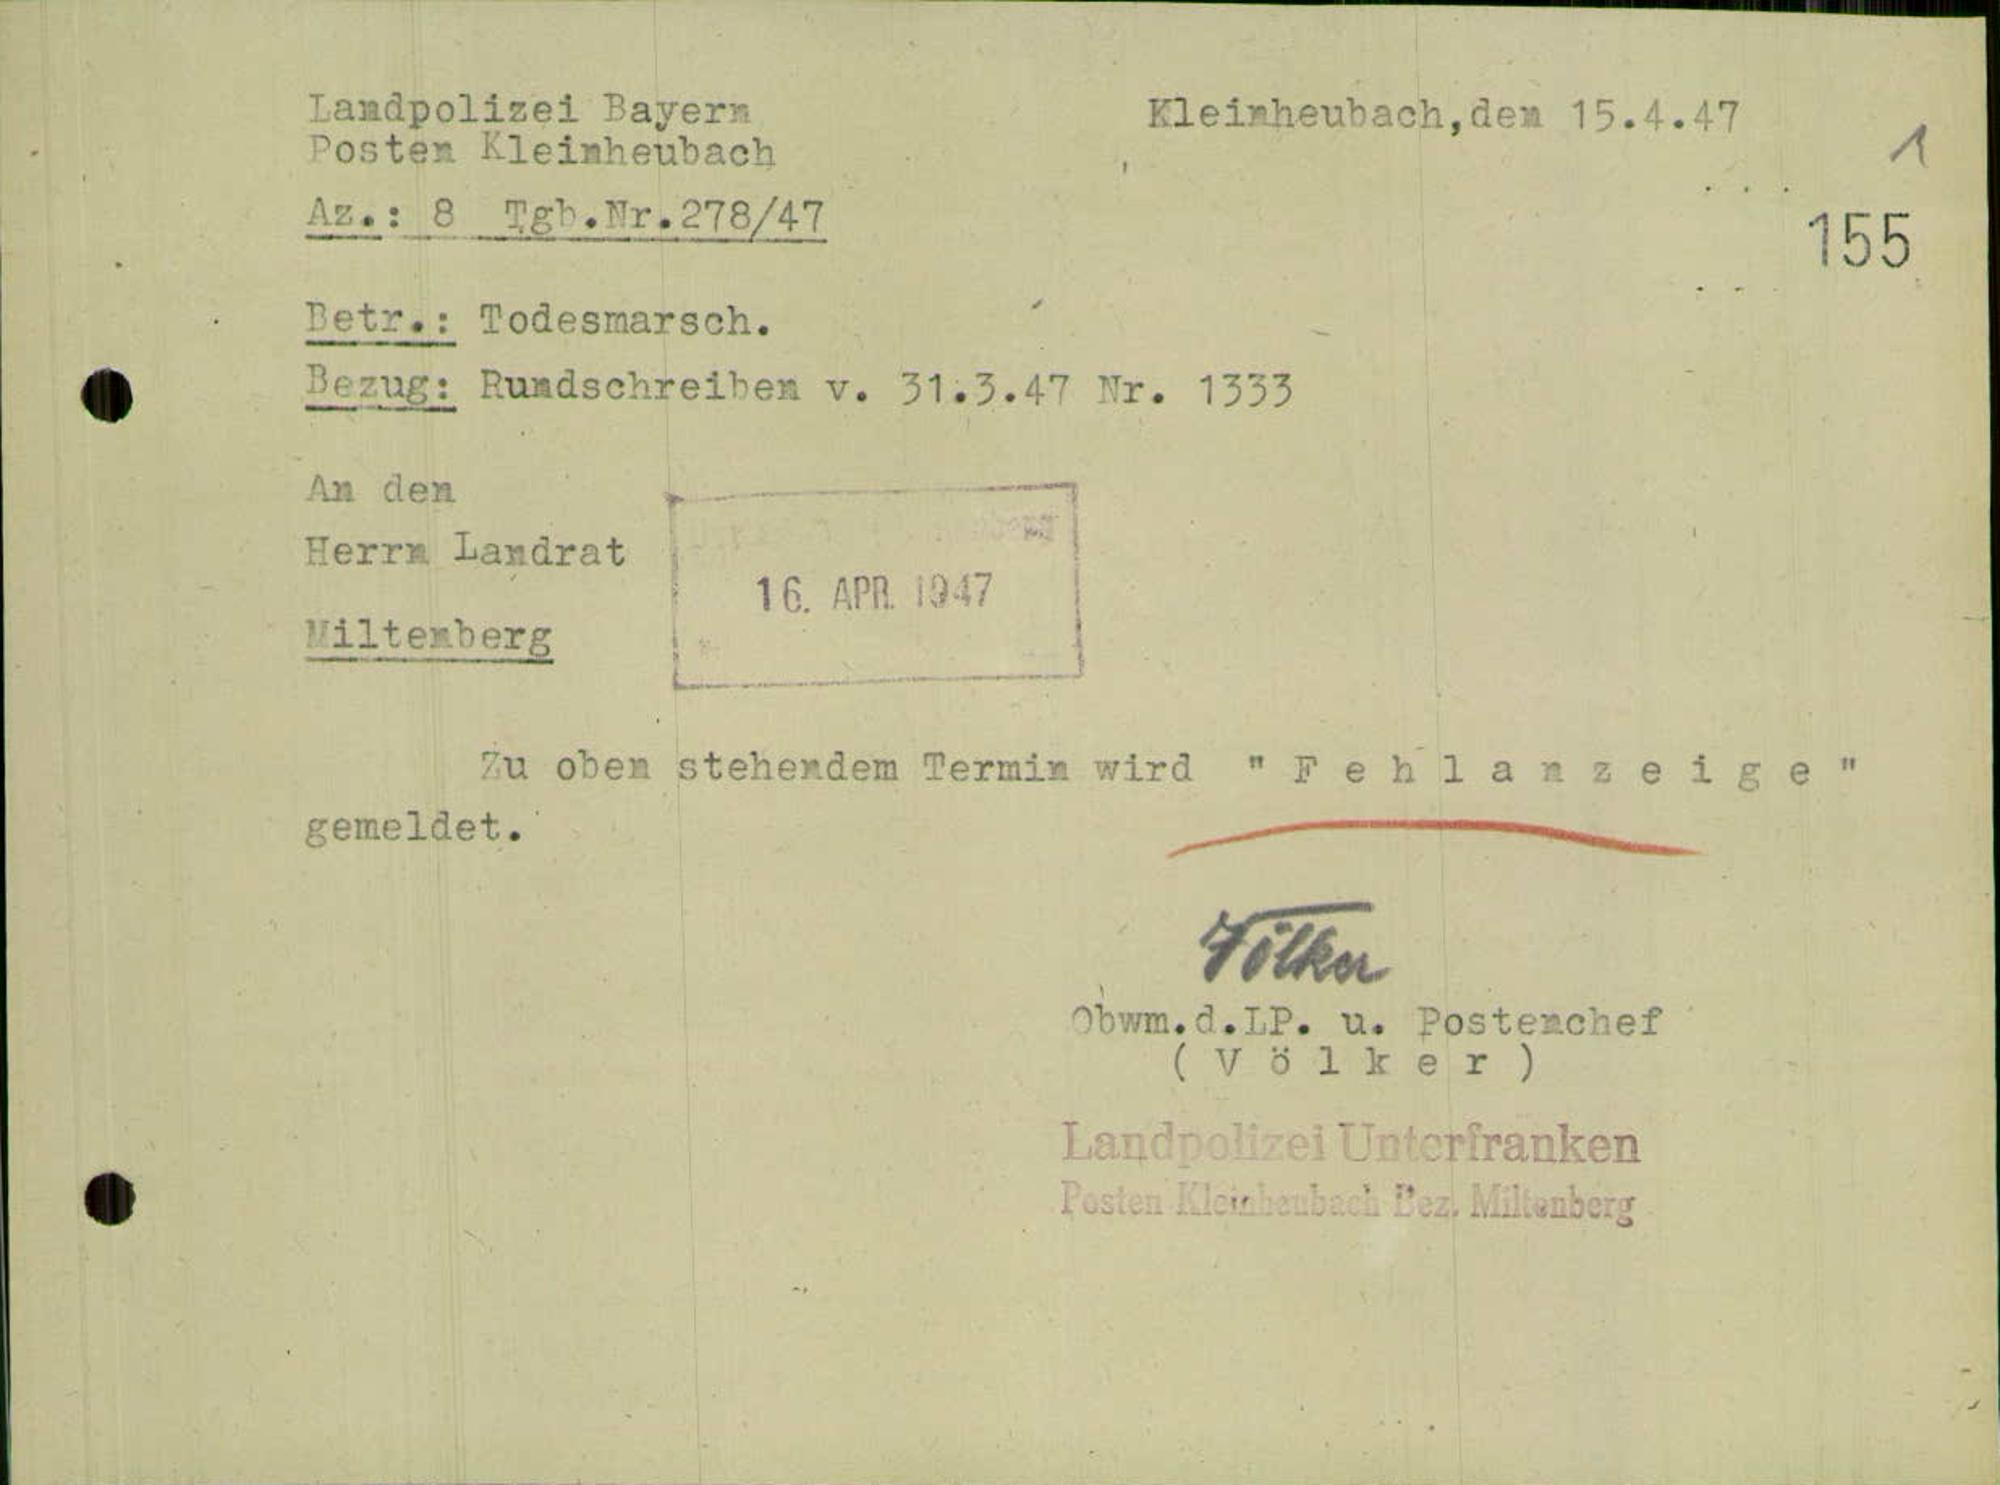 Landpolizei Bayern
Posten Kleinheubach
Kleinheubach,den 15.4.47
1
Az.: 8 Tgb.Nr.278/47
155
Betr.: Todesmarsch.
Bezug: Rundschreiben v. 31.3.47 Nr. 1333
An den
Herrn Landrat
16. APR. 1947
Miltenberg
Zu oben stehendem Termin wird "F e h l a n z e i g e"
gemeldet.
Völker
Obwm.d.LP. u. Postenchef
( V ö l k e r )
Landpolizei Unterfranken
Posten Kleinheubach Bez. Miltenberg